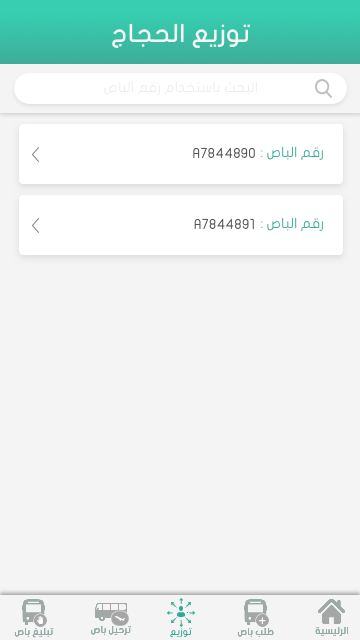 توزيع الحجاج
البحث باستخدام رقم الباص
رقم الباص : A7844890
رقم الباص : A7844891
الرئيسية
طلب باص
توزيع
ترحيل باص
تبليغ باص